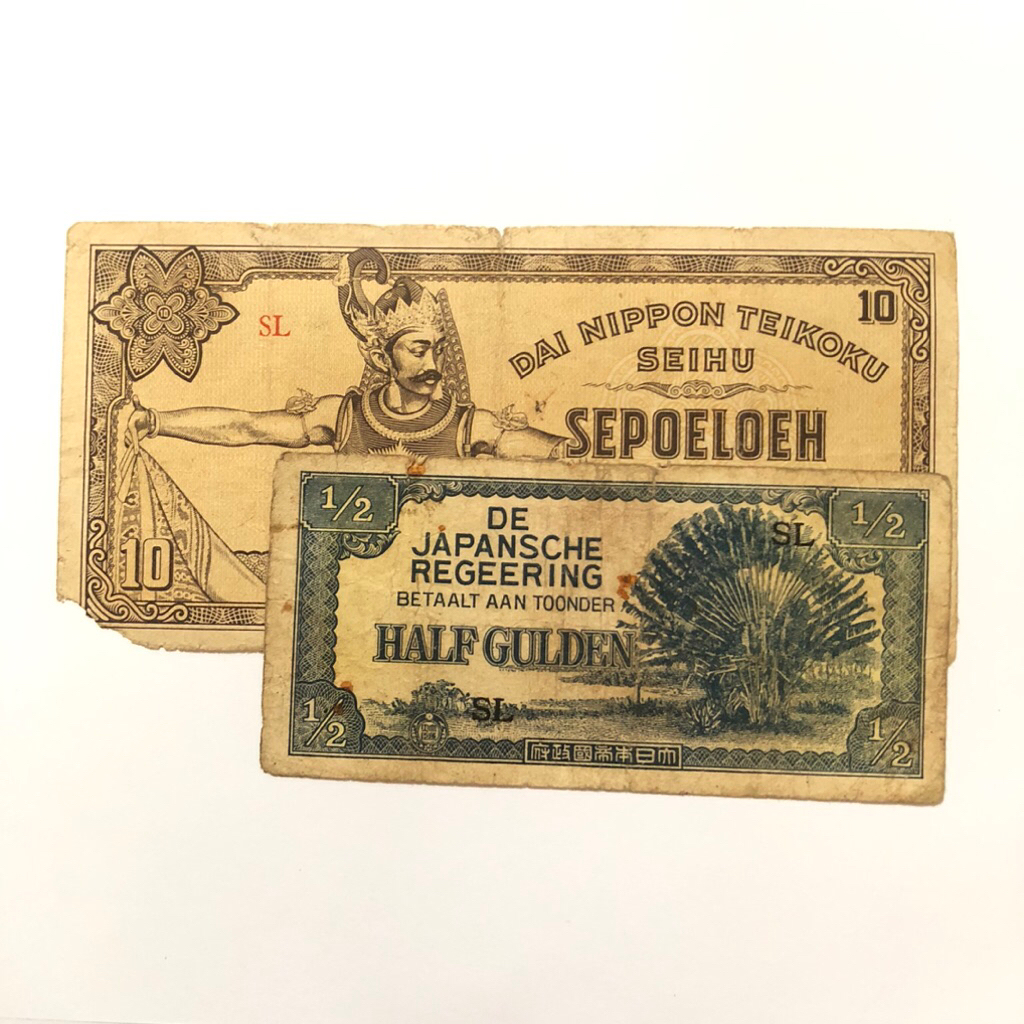 SL
10
DAI NIPPON TEIKOKU
SEIHU
SEPOELOEH
10
10
1/2
1/2
SL
DE
JAPANSCHE
REGEERING
BETAALT AAN TOONDER
HALF GULDEN
SL
1/2
1/2
府政國帝本日大